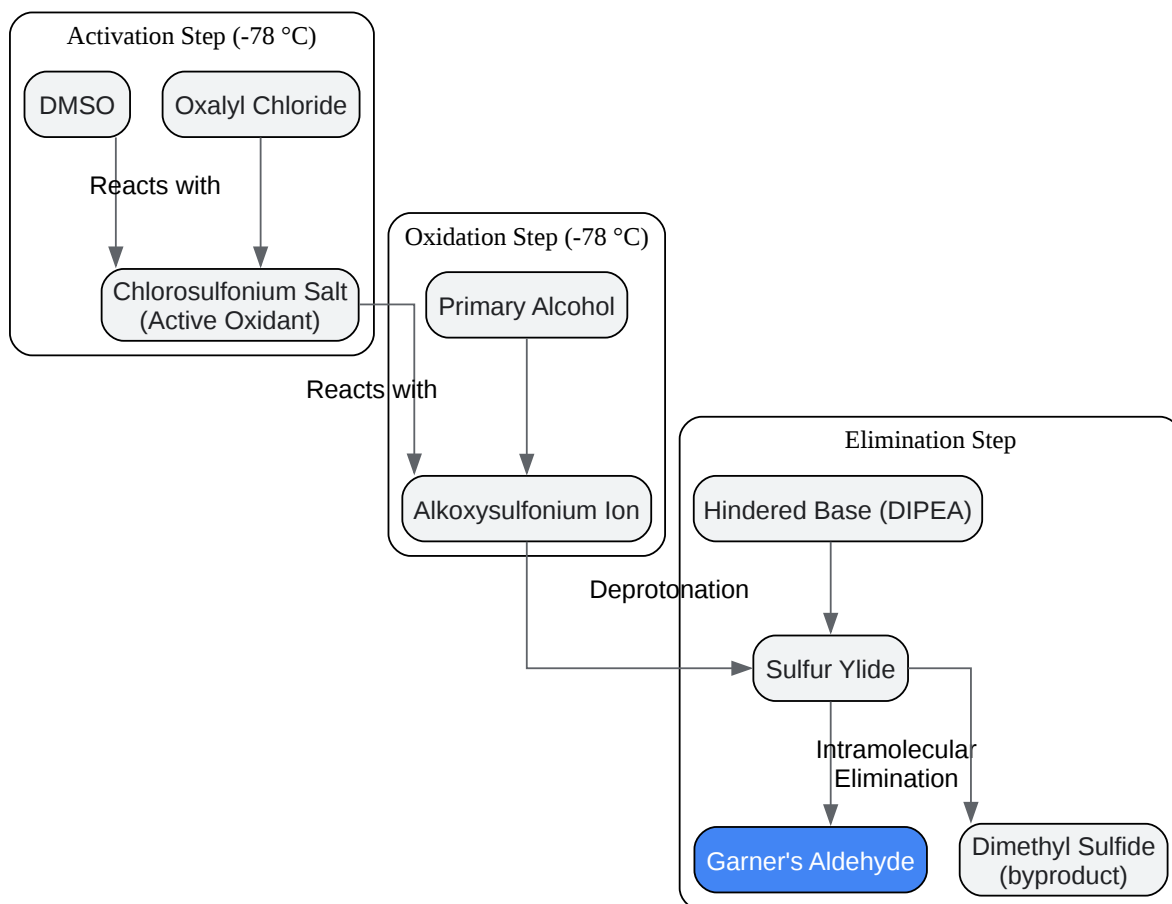 Activation Step (-78 °C)
DMSO
Oxalyl Chloride
Reacts with
Chlorosulfonium Salt
(Active Oxidant)
Oxidation Step (-78 °C)
Primary Alcohol
Reacts with
Alkoxysulfonium Ion
Elimination Step
Hindered Base (DIPEA)
Deprotonation
Sulfur Ylide
Intramolecular
Elimination
Garner's Aldehyde
Dimethyl Sulfide
(byproduct)